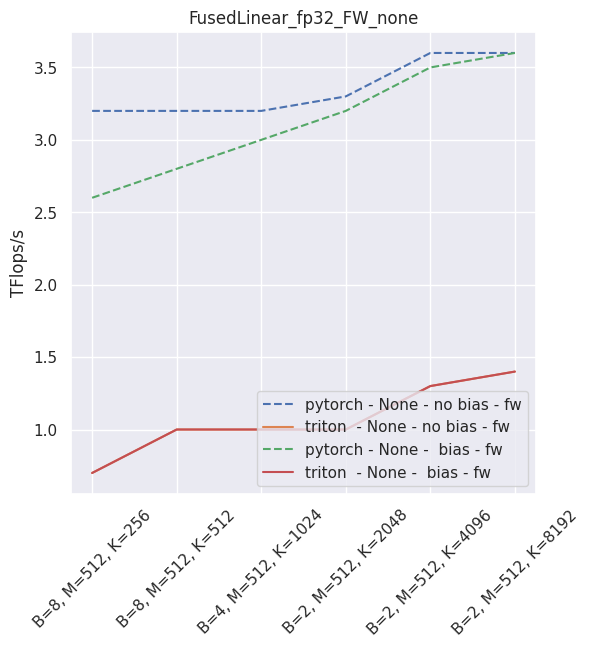 FusedLinear_fp32_FW_none
TFlops/s
3.5
3.0
2.5
2.0
1.5
1.0
pytorch - None - no bias - fw
triton  - None - no bias - fw
pytorch - None -  bias - fw
triton  - None -  bias - fw
B=8, M=512, K=256
B=8, M=512, K=512
B=4, M=512, K=1024
B=2, M=512, K=2048
B=2, M=512, K=4096
B=2, M=512, K=8192